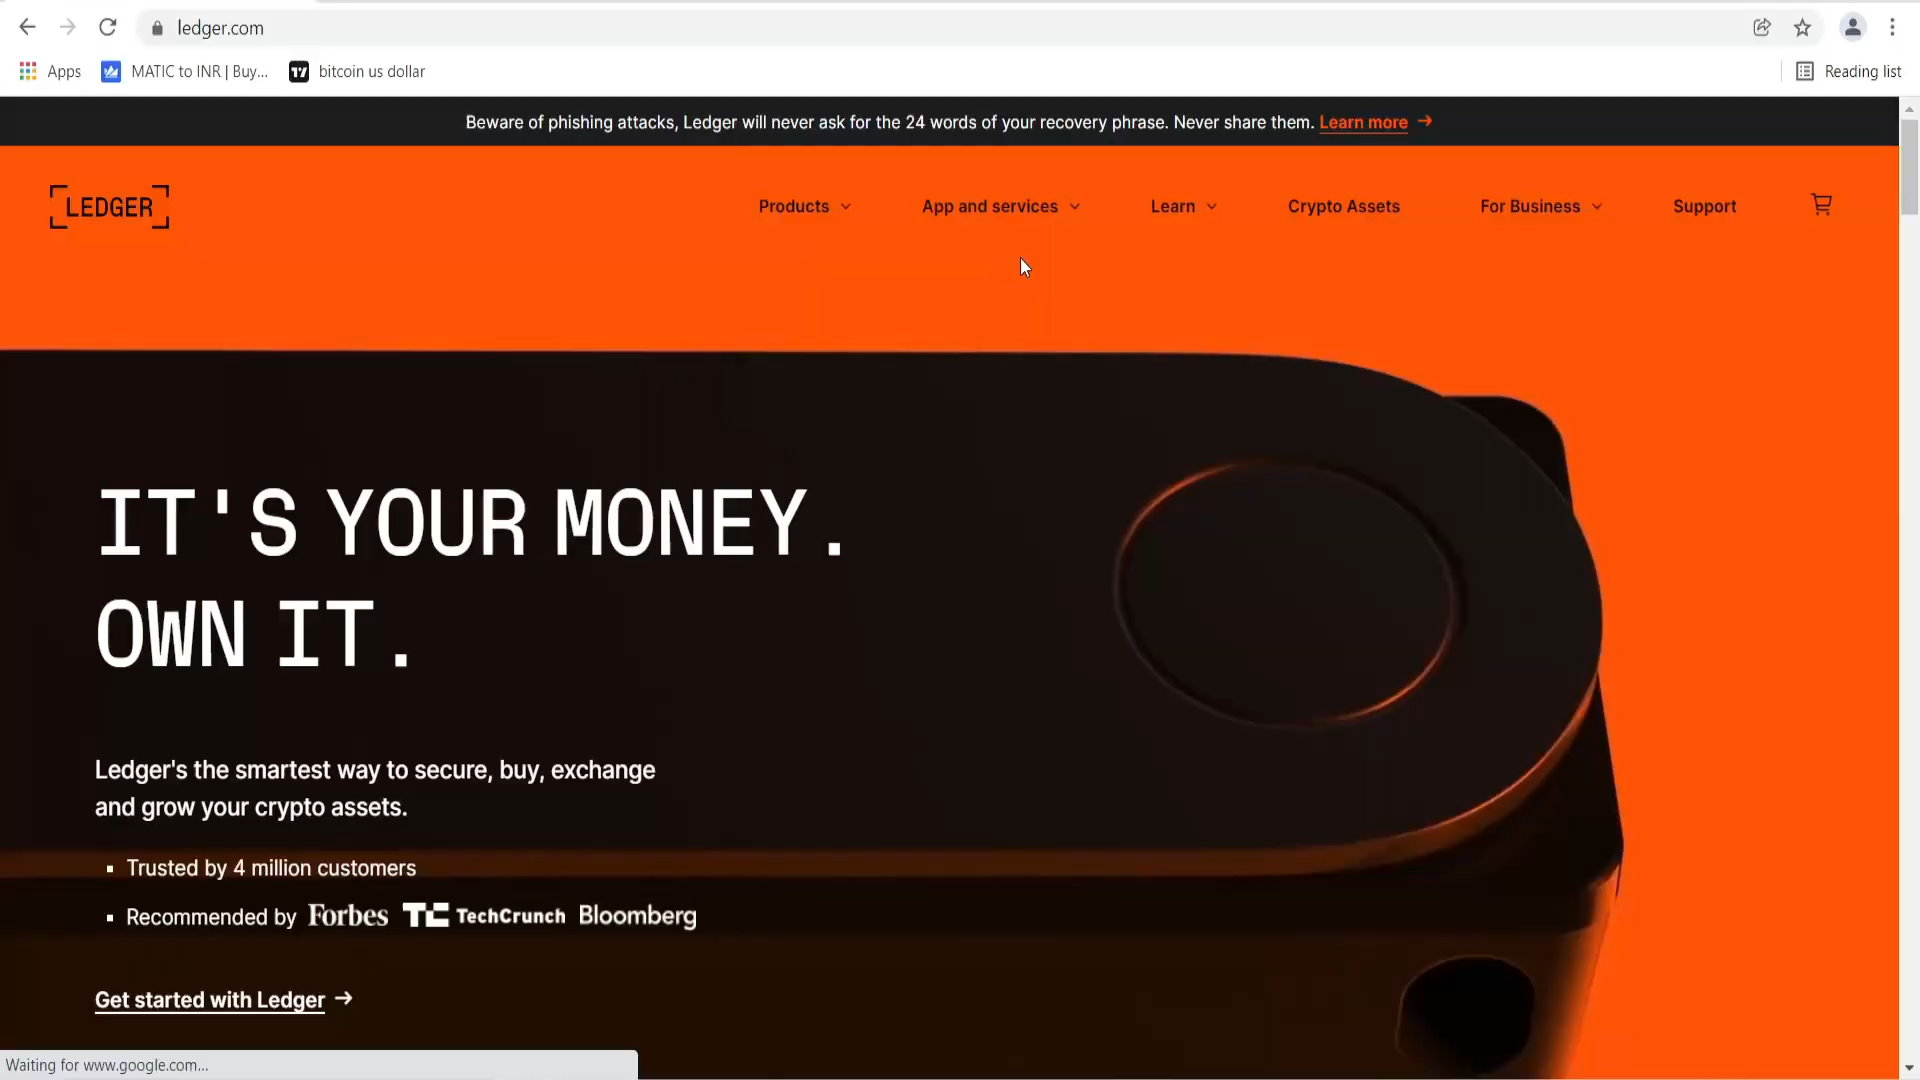 ledger.com
Apps MATIC to INR | Buy... bitcoin us dollar Reading list
Beware of phishing attacks, Ledger will never ask for the 24 words of your recovery phrase. Never share them. Learn more →
LEDGER Products App and services Learn Crypto Assets For Business Support
IT'S YOUR MONEY.
OWN IT.
Ledger's the smartest way to secure, buy, exchange
and grow your crypto assets.
▪ Trusted by 4 million customers
▪ Recommended by Forbes TC TechCrunch Bloomberg
Get started with Ledger →
Waiting for www.google.com...